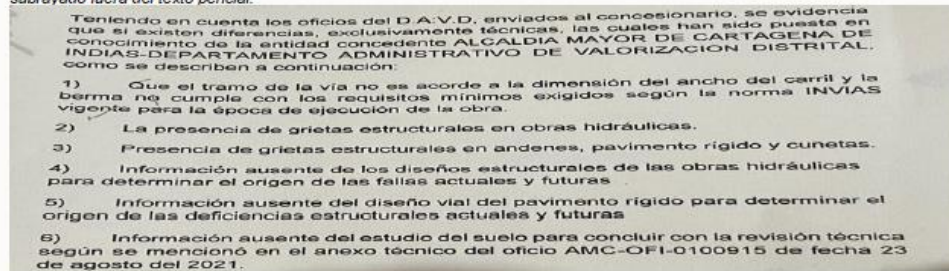 subrayado fuera del texto pericial.
Teniendo en cuenta los oficios del D.A.V.D, enviados al concesionario, se evidencia
que si existen diferencias, exclusivamente técnicas, las cuales han sido puesta en
conocimiento de la entidad concedente ALCALDIA MAYOR DE CARTAGENA DE
INDIAS-DEPARTAMENTO ADMINISTRATIVO DE VALORIZACION DISTRITAL,
como se describen a continuación:
1) Que el tramo de la vía no es acorde a la dimensión del ancho del carril y la
berma no cumple con los requisitos mínimos exigidos según la norma INVIAS
vigente para la época de ejecución de la obra.
2) La presencia de grietas estructurales en obras hidráulicas.
3) Presencia de grietas estructurales en andenes, pavimento rígido y cunetas.
4) Información ausente de los diseños estructurales de las obras hidráulicas
para determinar el origen de las fallas actuales y futuras
5) Información ausente del diseño vial del pavimento rígido para determinar el
origen de las deficiencias estructurales actuales y futuras
6) Información ausente del estudio del suelo para concluir con la revisión técnica
según se mencionó en el anexo técnico del oficio AMC-OFI-0100915 de fecha 23
de agosto del 2021.